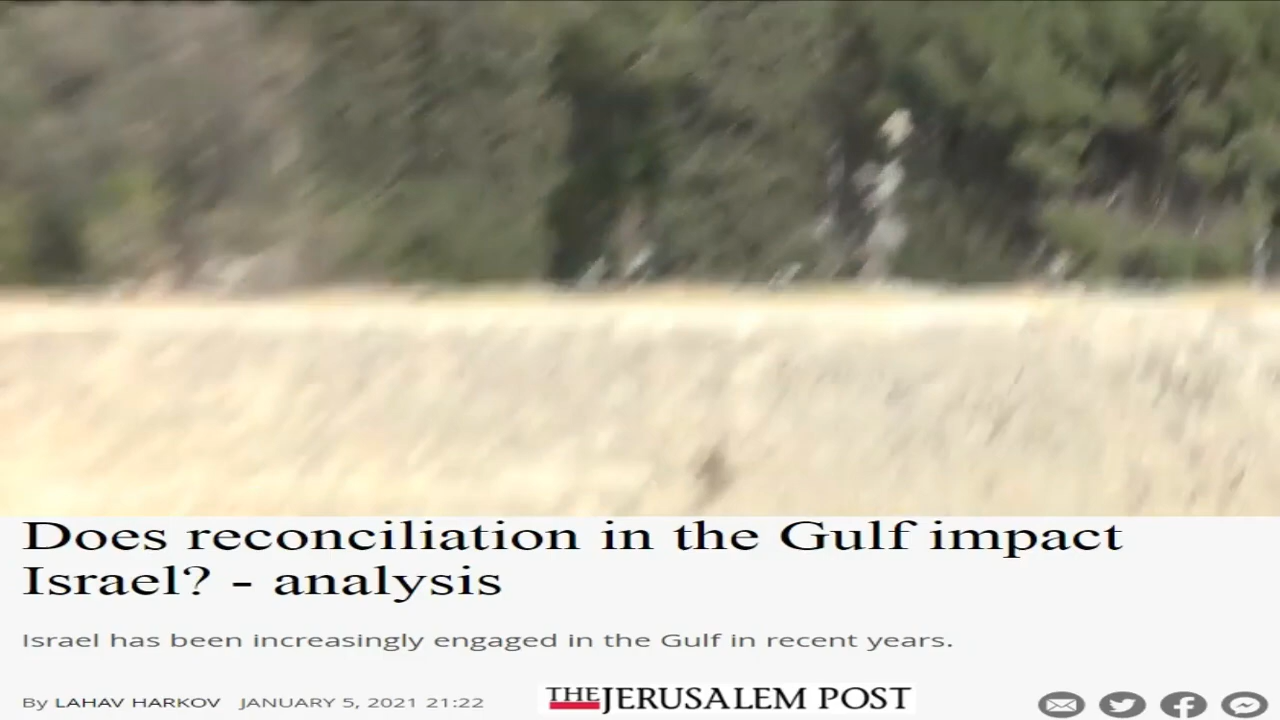 Does reconciliation in the Gulf impact
Israel? - analysis
Israel has been increasingly engaged in the Gulf in recent years.
By LAHAV HARKOV JANUARY 5, 2021 21:22
THE JERUSALEM POST